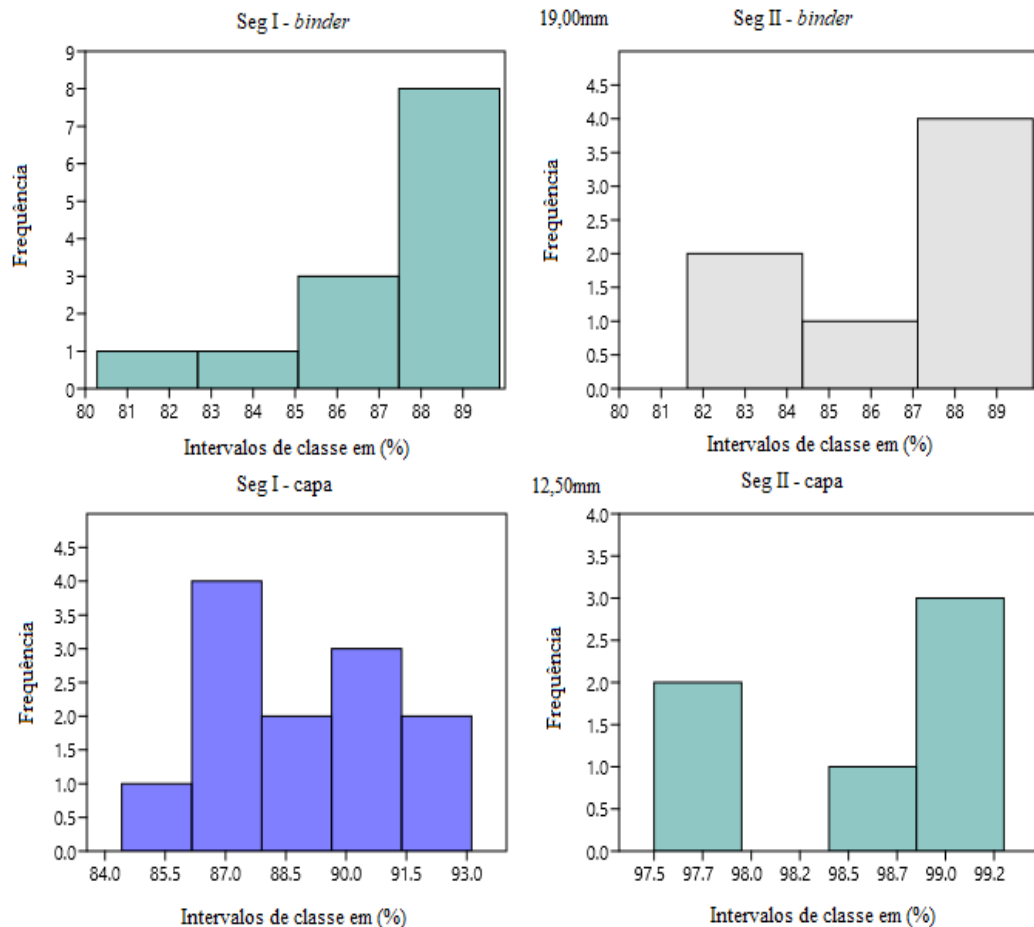 Seg I - binder
19,00mm
Seg II - binder
9
8
7
6
5
4
3
2
1
0
Frequência
80 81 82 83 84 85 86 87 88 89
Intervalos de classe em (%)
4.5
4.0
3.5
3.0
2.5
2.0
1.5
1.0
0.5
0.0
Frequência
80 81 82 83 84 85 86 87 88 89
Intervalos de classe em (%)
Seg I - capa
12,50mm
Seg II - capa
4.5
4.0
3.5
3.0
2.5
2.0
1.5
1.0
0.5
0.0
Frequência
84.0 85.5 87.0 88.5 90.0 91.5 93.0
Intervalos de classe em (%)
4.0
3.5
3.0
2.5
2.0
1.5
1.0
0.5
0.0
Frequência
97.5 97.7 98.0 98.2 98.5 98.7 99.0 99.2
Intervalos de classe em (%)